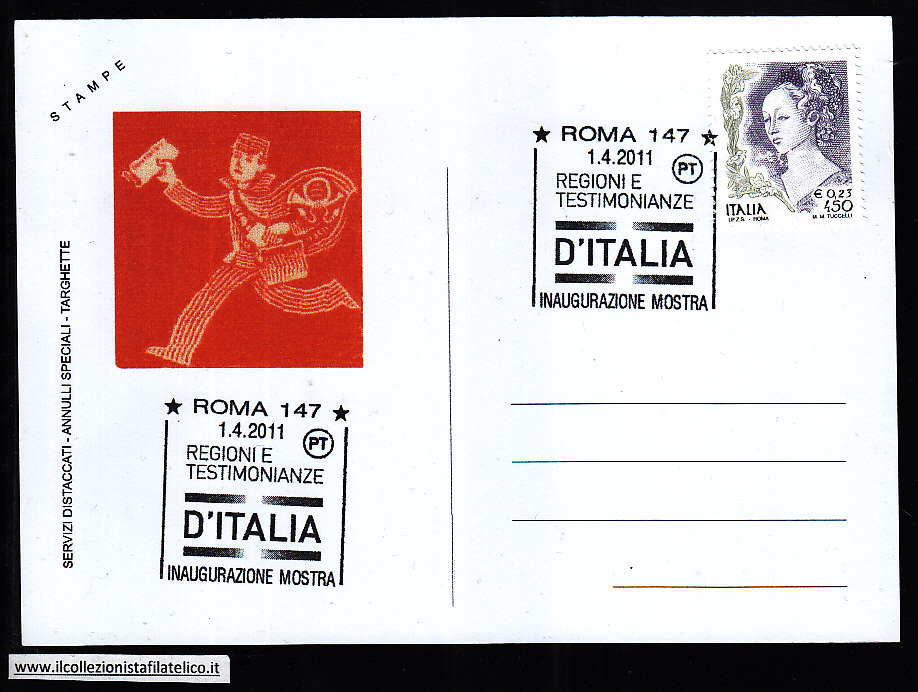 STAMPE
SERVIZI DISTACCATI - ANNULLI SPECIALI - TARGHETTE
ROMA 147
1.4.2011
PT
REGIONI E
TESTIMONIANZE
D'ITALIA
INAUGURAZIONE MOSTRA
ROMA 147
1.4.2011
PT
REGIONI E
TESTIMONIANZE
D'ITALIA
INAUGURAZIONE MOSTRA
€ 0,23
450
ITALIA
I.P.Z.S. - ROMA
M. M. TUCCELLI
www.ilcollezionistafilatelico.it